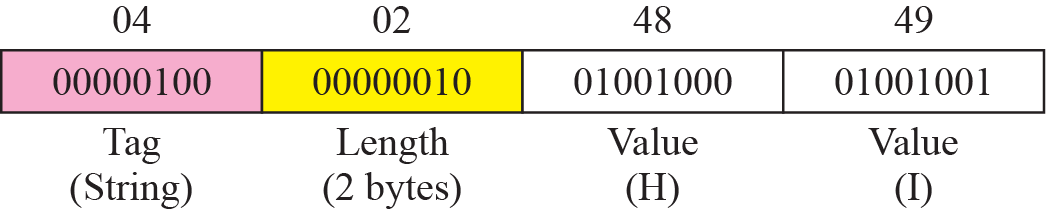 04 02 48 49
00000100 00000010 01001000 01001001
Tag Length Value Value
(String) (2 bytes) (H) (I)